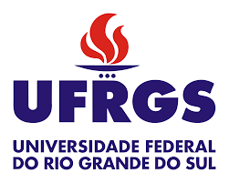 UFRGS
UNIVERSIDADE FEDERAL
DO RIO GRANDE DO SUL